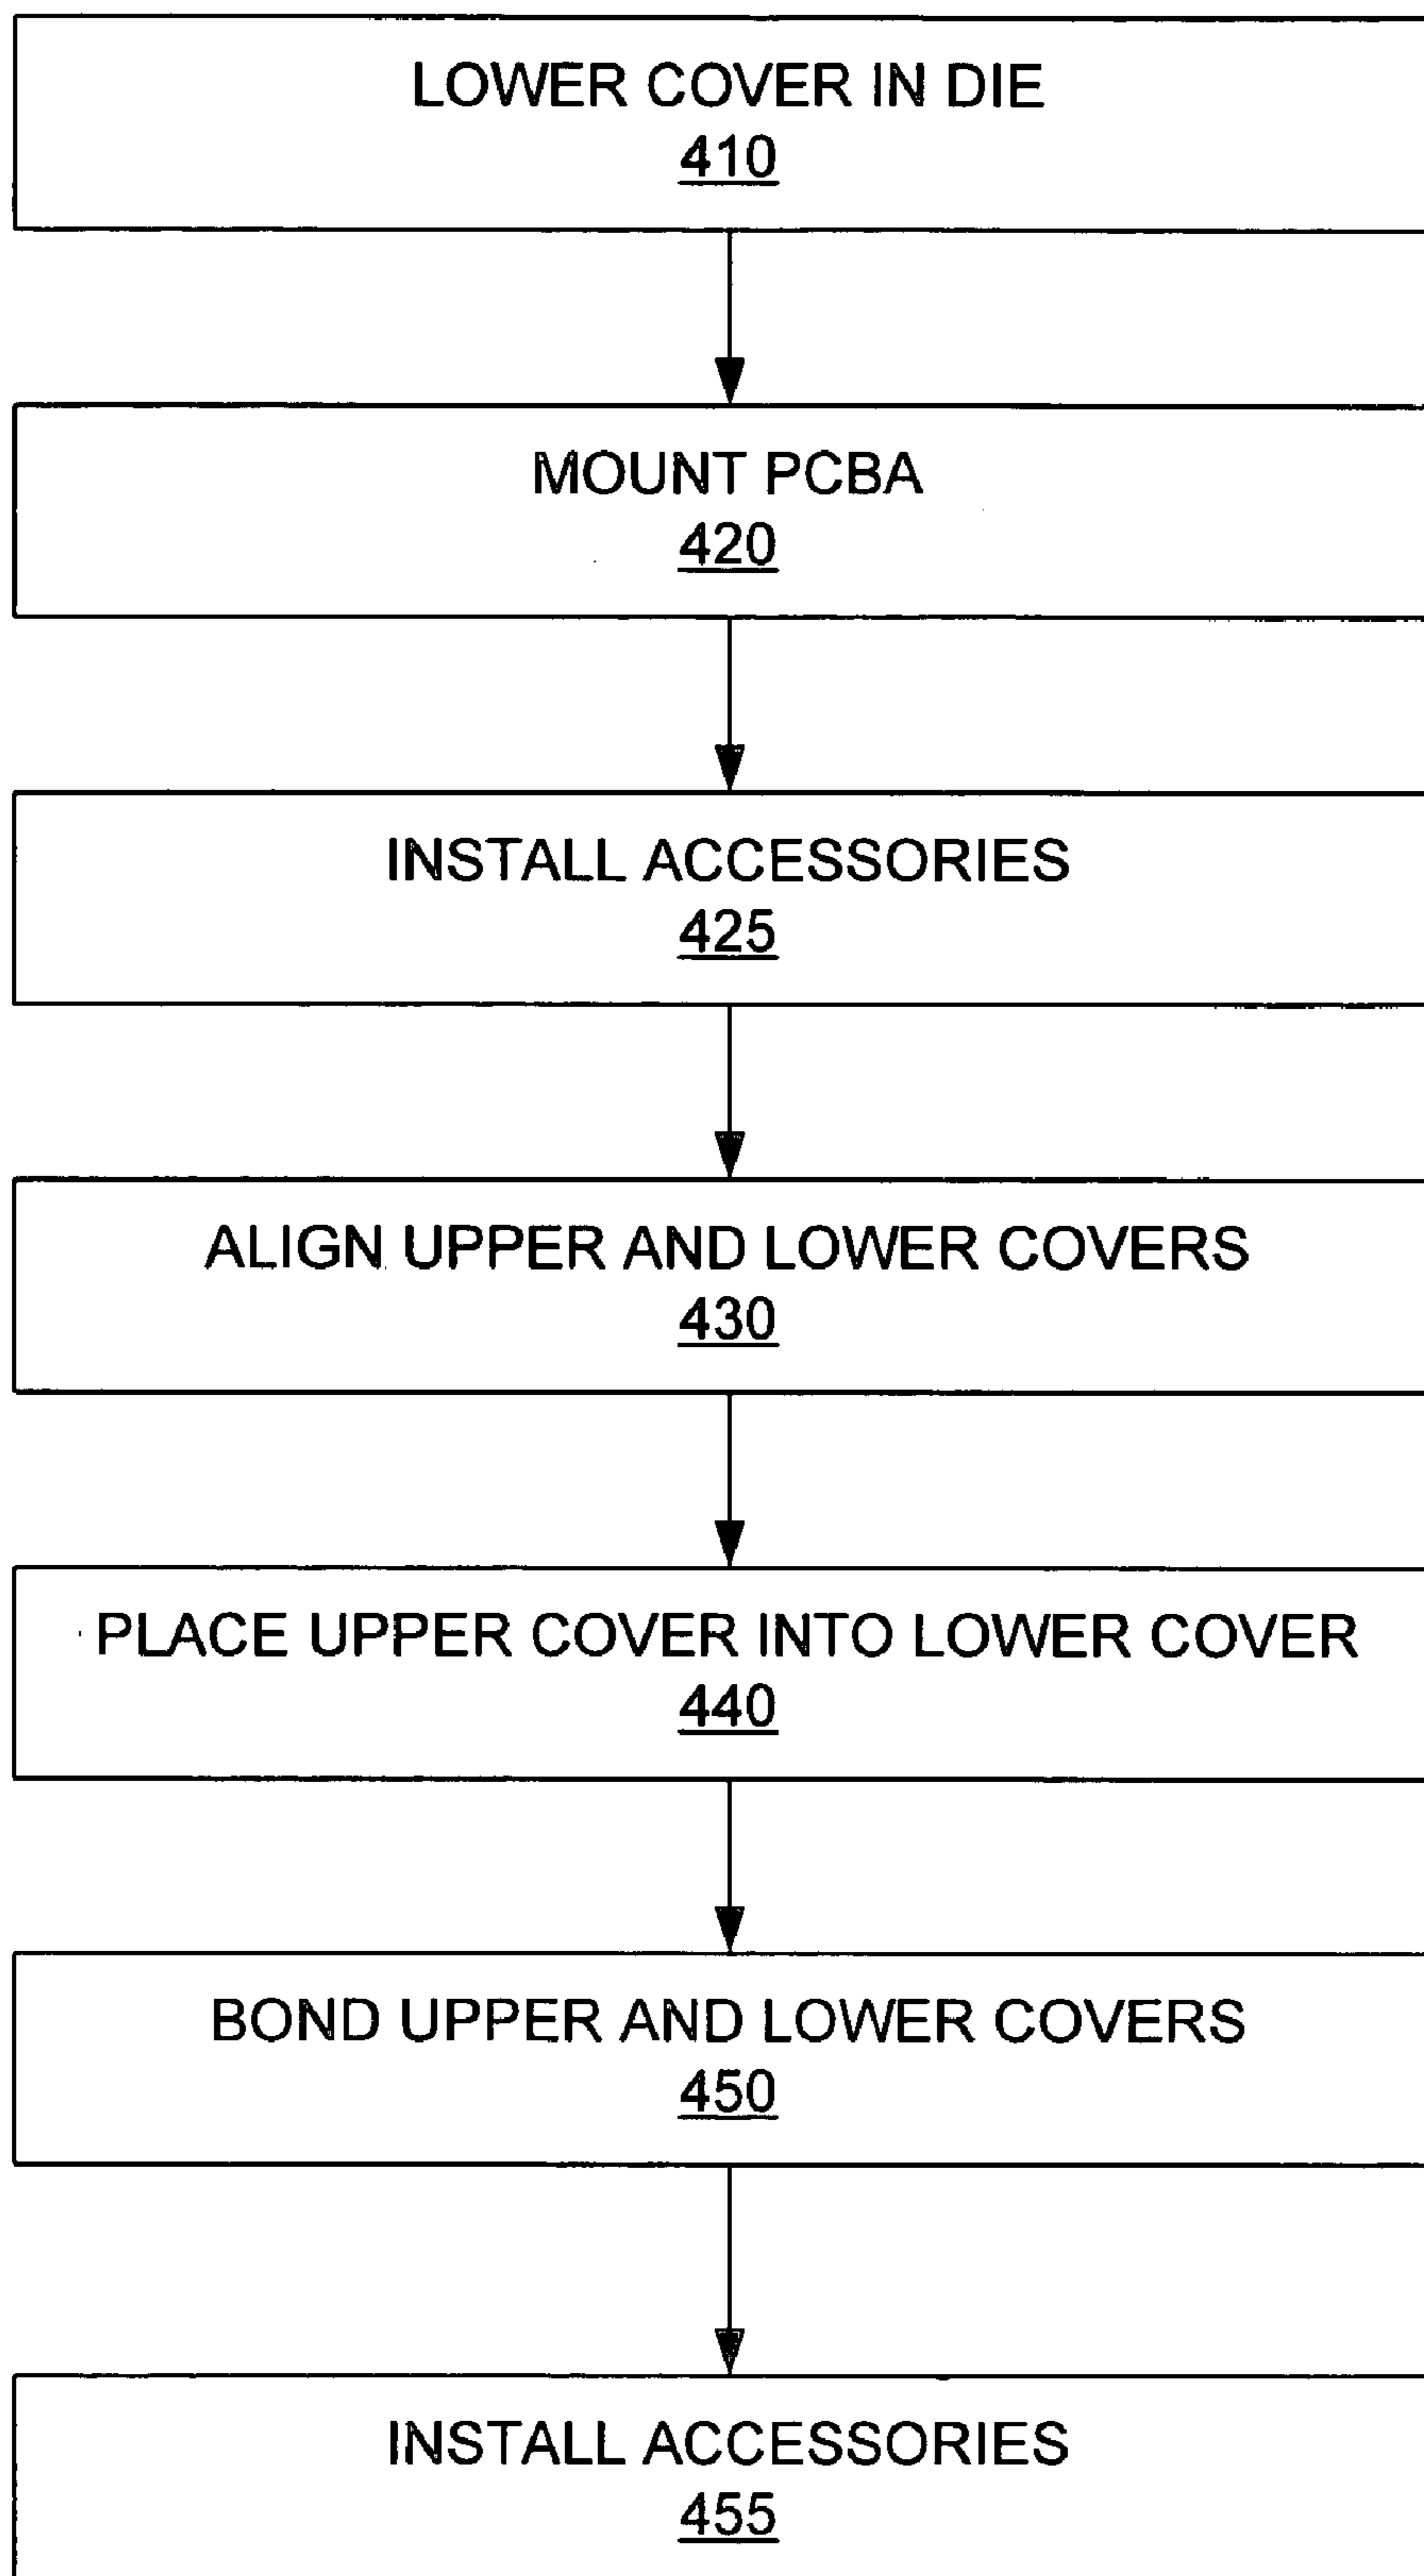 LOWER COVER IN DIE
410
MOUNT PCBA
420
INSTALL ACCESSORIES
425
ALIGN UPPER AND LOWER COVERS
430
PLACE UPPER COVER INTO LOWER COVER
440
BOND UPPER AND LOWER COVERS
450
INSTALL ACCESSORIES
455